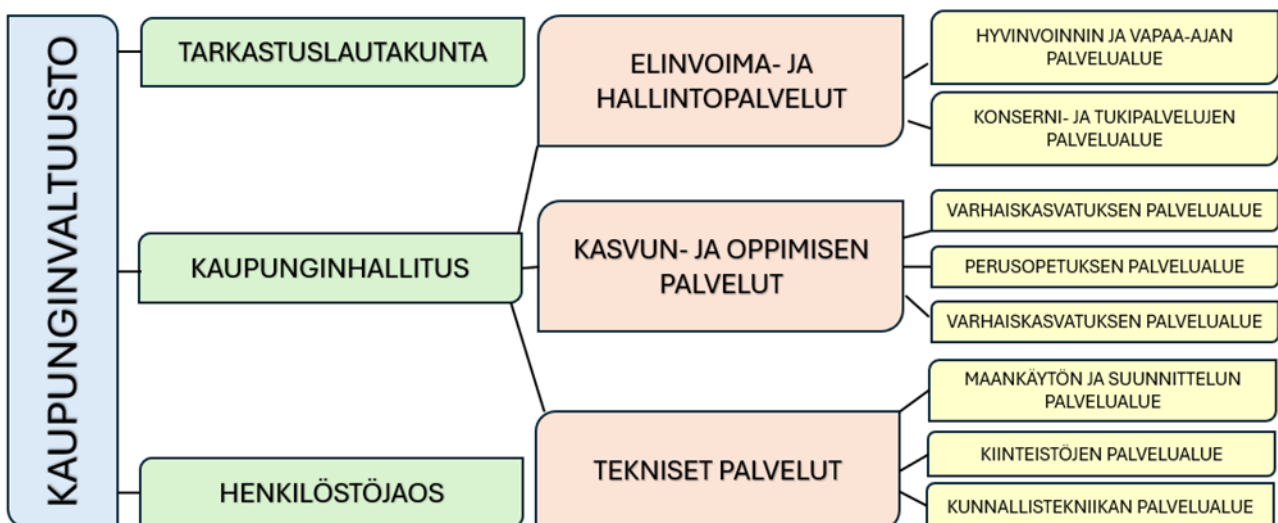 KAUPUNGINVALTUUSTO
TARKASTUSLAUTAKUNTA
KAUPUNGINHALLITUS
HENKILÖSTÖJAOS
ELINVOIMA- JA
HALLINTOPALVELUT
KASVUN- JA OPPIMISEN
PALVELUT
TEKNISET PALVELUT
HYVINVOINNIN JA VAPAA-AJAN
PALVELUALUE
KONSERNI- JA TUKIPALVELUJEN
PALVELUALUE
VARHAISKASVATUKSEN PALVELUALUE
PERUSOPETUKSEN PALVELUALUE
VARHAISKASVATUKSEN PALVELUALUE
MAANKÄYTÖN JA SUUNNITTELUN
PALVELUALUE
KIINTEISTÖJEN PALVELUALUE
KUNNALLISTEKNIIKAN PALVELUALUE